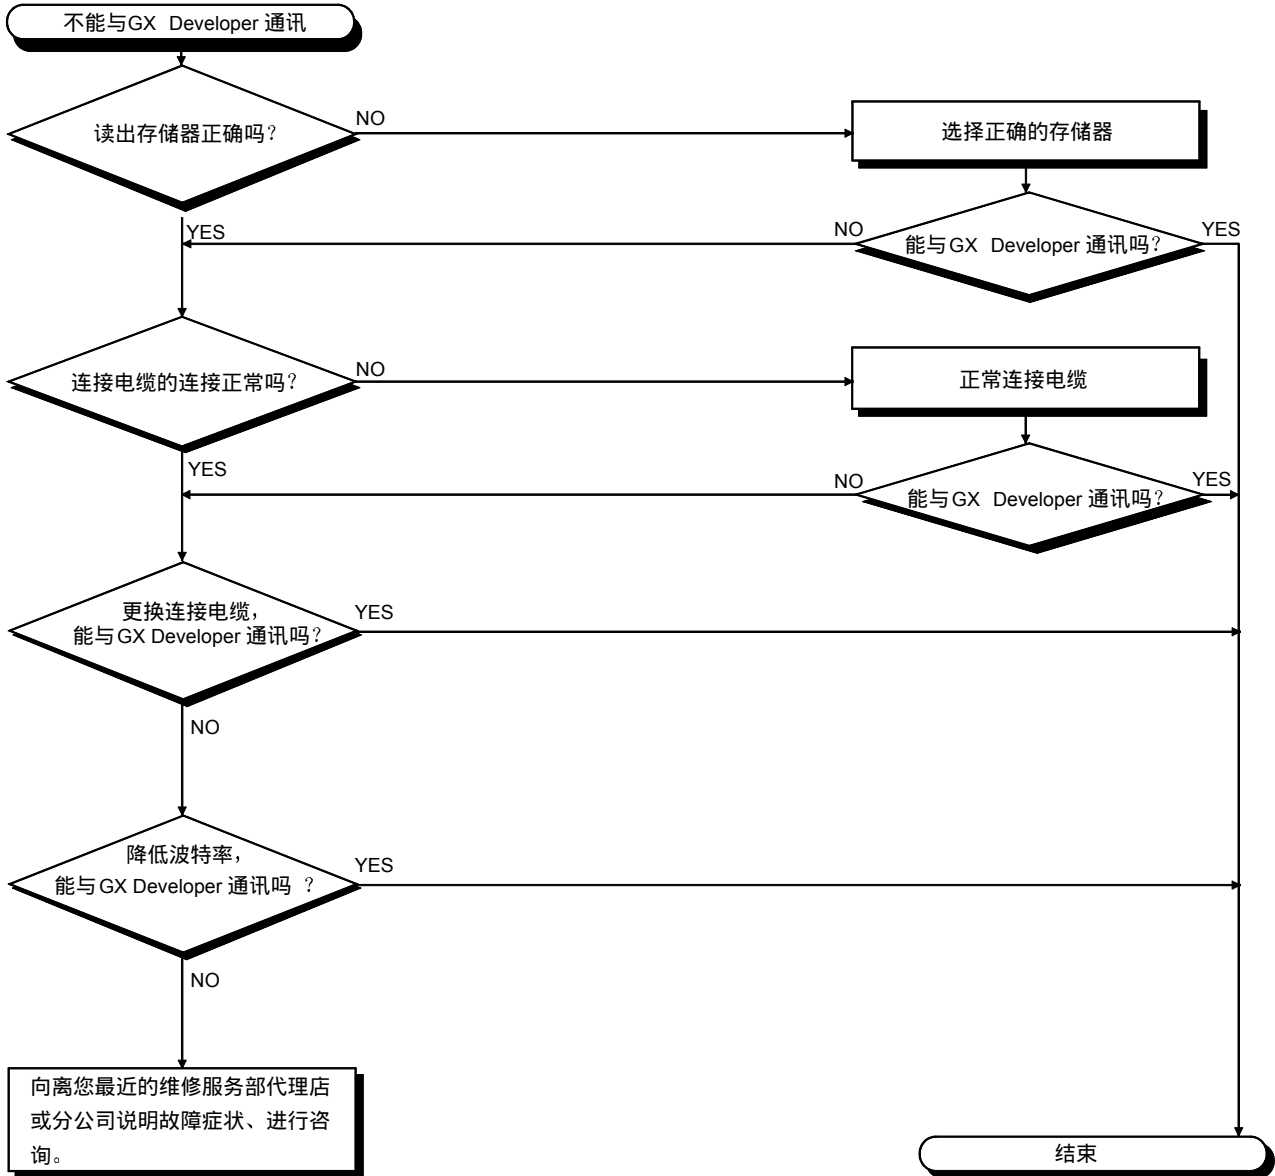 不能与GX Developer 通讯
读出存储器正确吗?
NO
选择正确的存储器
YES
NO
能与GX Developer 通讯吗?
YES
连接电缆的连接正常吗?
NO
正常连接电缆
YES
NO
能与GX Developer 通讯吗?
YES
更换连接电缆,
能与GX Developer 通讯吗?
YES
NO
降低波特率,
能与GX Developer 通讯吗 ?
YES
NO
向离您最近的维修服务部代理店
或分公司说明故障症状、进行咨
询。
结束